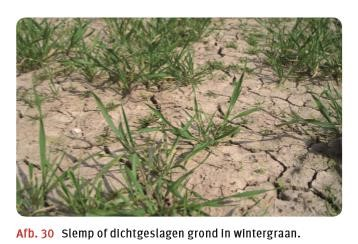 Afb. 30 Slemp of dichtgeslagen grond in wintergraan.